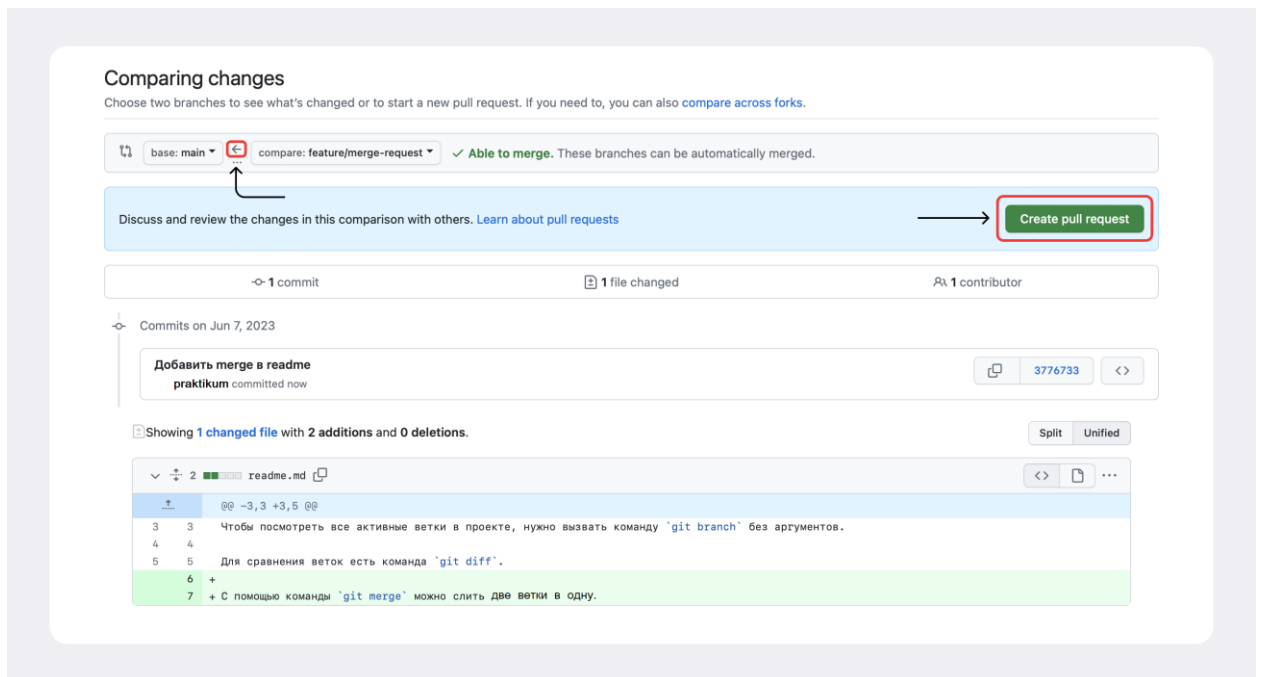 Comparing changes
Choose two branches to see what's changed or to start a new pull request. If you need to, you can also compare across forks.
base: main ... compare: feature/merge-request Able to merge. These branches can be automatically merged.
Discuss and review the changes in this comparison with others. Learn about pull requests Create pull request
1 commit 1 file changed 1 contributor
Commits on Jun 7, 2023
Добавить merge в readme
praktikum committed now
3776733
Showing 1 changed file with 2 additions and 0 deletions.
Split Unified
2 readme.md
@@ -3,3 +3,5 @@
3 3 Чтобы посмотреть все активные ветки в проекте, нужно вызвать команду `git branch` без аргументов.
4 4
5 5 Для сравнения веток есть команда `git diff`.
6 +
7 + С помощью команды `git merge` можно слить две ветки в одну.